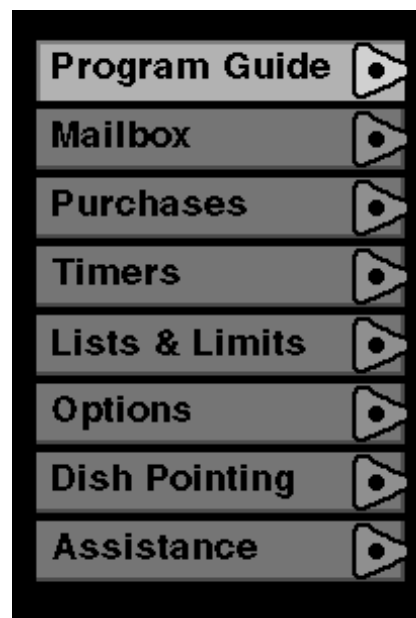 Program Guide
Mailbox
Purchases
Timers
Lists & Limits
Options
Dish Pointing
Assistance